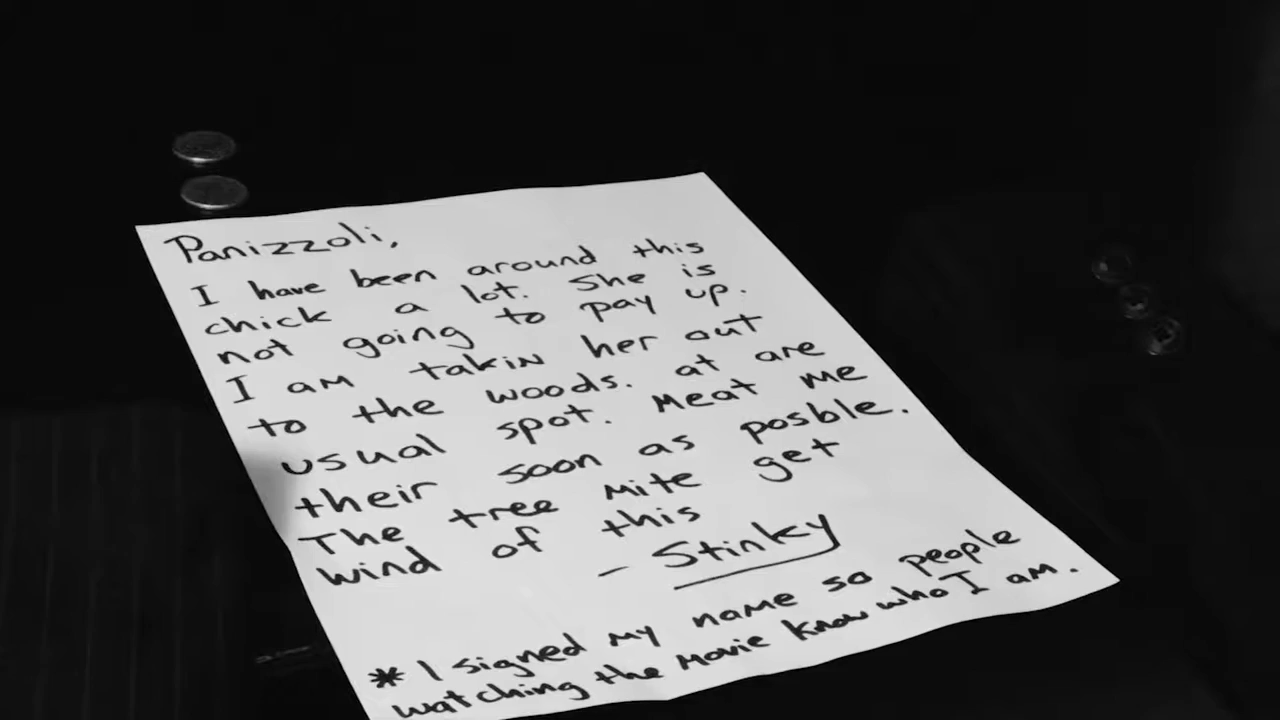 Panizzoli,
I have been around this
chick a lot. She is
not going to pay up.
I am takin her out
to the woods. at are
usual spot. Meat me
their soon as posble.
The tree mite get
wind of this
- Stinky
* I signed my name so people
watching the movie know who I am.